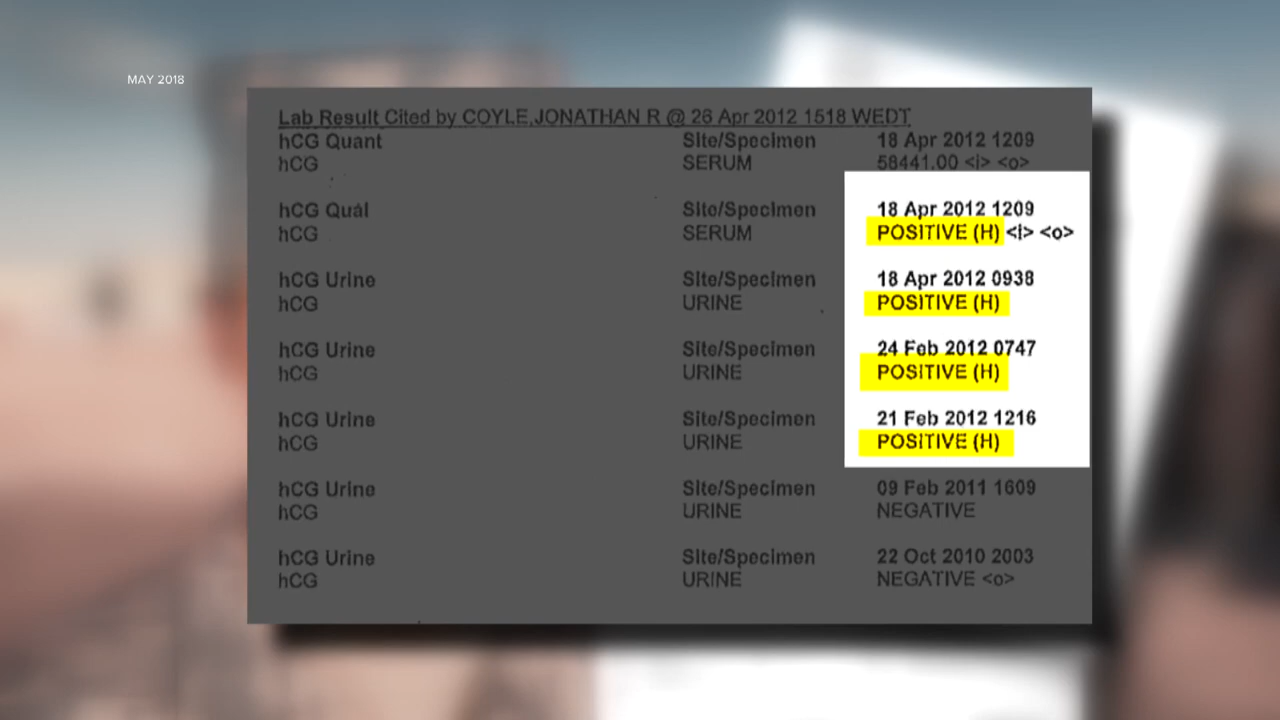 MAY 2018
Lab Result Cited by COYLE,JONATHAN R @ 26 Apr 2012 1518 WEDT
hCG Quant Site/Specimen 18 Apr 2012 1209
hCG SERUM 58441.00 <i> <o>
hCG Qual Site/Specimen 18 Apr 2012 1209
hCG SERUM POSITIVE (H) <i> <o>
hCG Urine Site/Specimen 18 Apr 2012 0938
hCG URINE POSITIVE (H)
hCG Urine Site/Specimen 24 Feb 2012 0747
hCG URINE POSITIVE (H)
hCG Urine Site/Specimen 21 Feb 2012 1216
hCG URINE POSITIVE (H)
hCG Urine Site/Specimen 09 Feb 2011 1609
hCG URINE NEGATIVE
hCG Urine Site/Specimen 22 Oct 2010 2003
hCG URINE NEGATIVE <o>